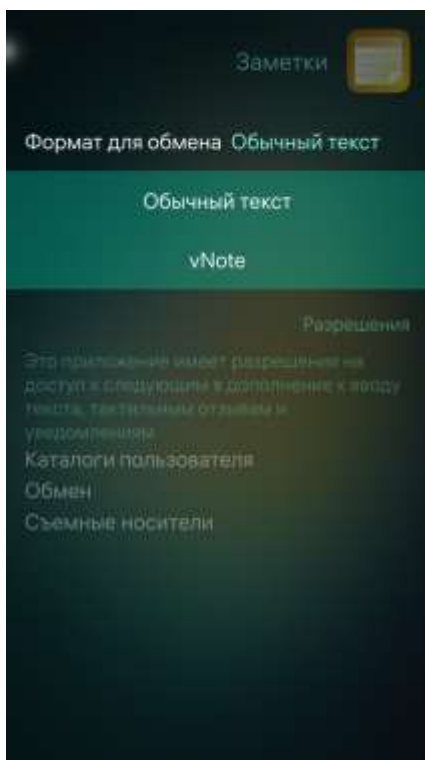 Заметки
Формат для обмена Обычный текст
Обычный текст
vNote
Разрешения
Это приложение имеет разрешение на
доступ к следующим в дополнение к вводу
текста, тактильным отзывам и
уведомлениям
Каталоги пользователя
Обмен
Съемные носители